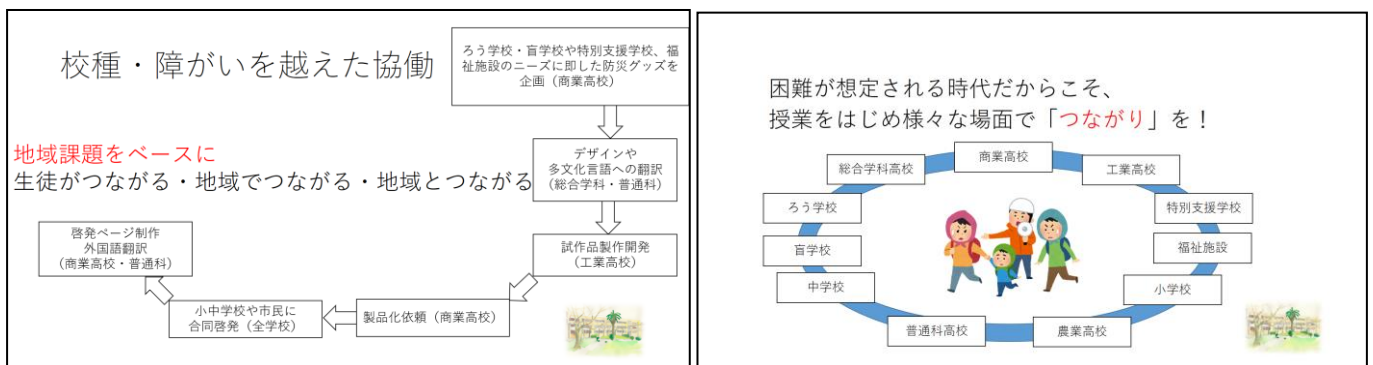 校種・障がいを越えた協働
ろう学校・盲学校や特別支援学校、福
祉施設のニーズに即した防災グッズを
企画（商業高校）
地域課題をベースに
生徒がつながる・地域でつながる・地域とつながる
デザインや
多文化言語への翻訳
（総合学科・普通科）
試作品製作開発
（工業高校）
製品化依頼（商業高校）
小中学校や市民に
合同啓発（全学校）
啓発ページ制作
外国語翻訳
（商業高校・普通科）
困難が想定される時代だからこそ、
授業をはじめ様々な場面で「つながり」を！
商業高校
工業高校
特別支援学校
福祉施設
小学校
農業高校
普通科高校
中学校
盲学校
ろう学校
総合学科高校